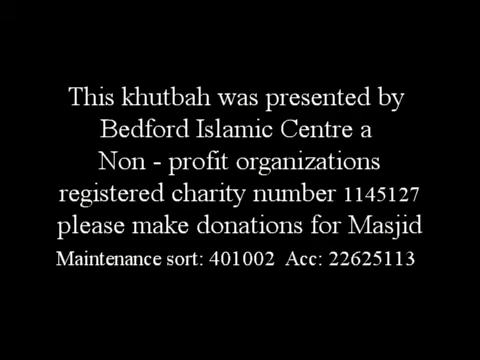 This khutbah was presented by
Bedford Islamic Centre a
Non - profit organizations
registered charity number 1145127
please make donations for Masjid
Maintenance sort: 401002 Acc: 22625113